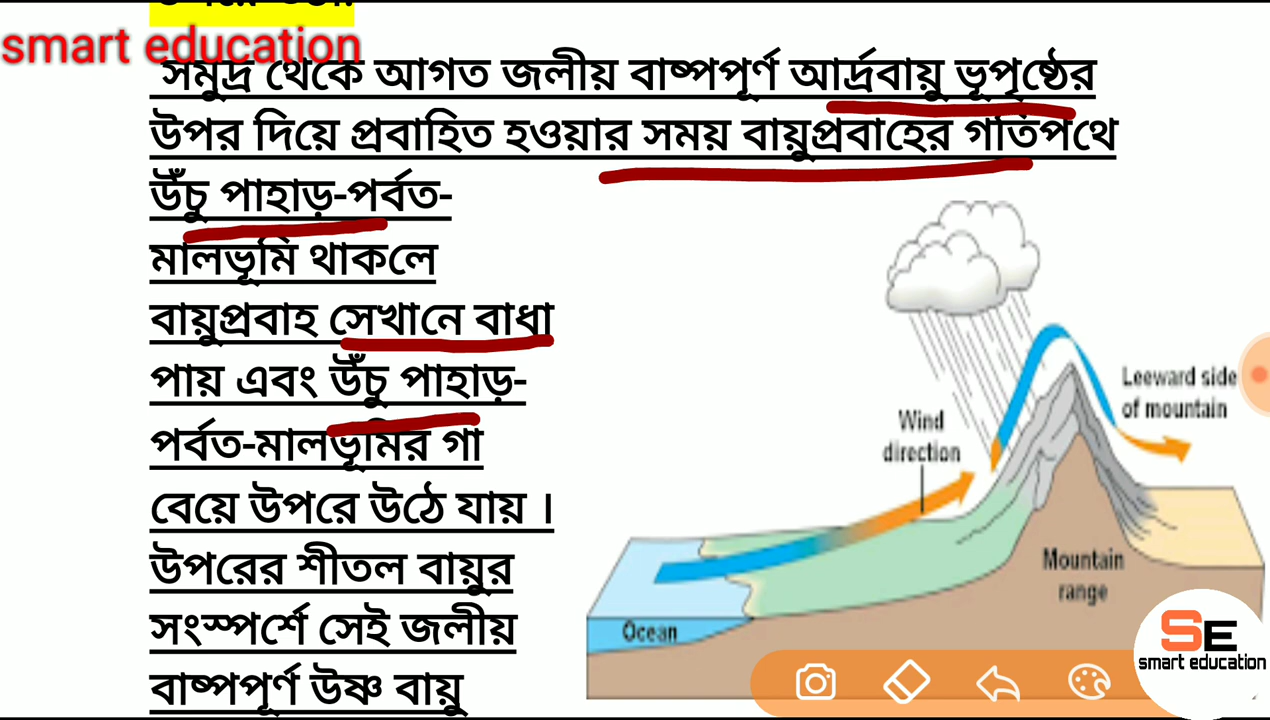 smart education
সমুদ্র থেকে আগত জলীয় বাষ্পপূর্ণ আর্দ্রবায়ু ভূপৃষ্ঠের
উপর দিয়ে প্রবাহিত হওয়ার সময় বায়ুপ্রবাহের গতিপথে
উঁচু পাহাড়-পর্বত-
মালভূমি থাকলে
বায়ুপ্রবাহ সেখানে বাধা
পায় এবং উঁচু পাহাড়-
পর্বত-মালভূমির গা
বেয়ে উপরে উঠে যায় ।
উপরের শীতল বায়ুর
সংস্পর্শে সেই জলীয়
বাষ্পপূর্ণ উষ্ণ বায়ু
Leeward side
of mountain
Wind
direction
Mountain
range
Ocean
SE
smart education